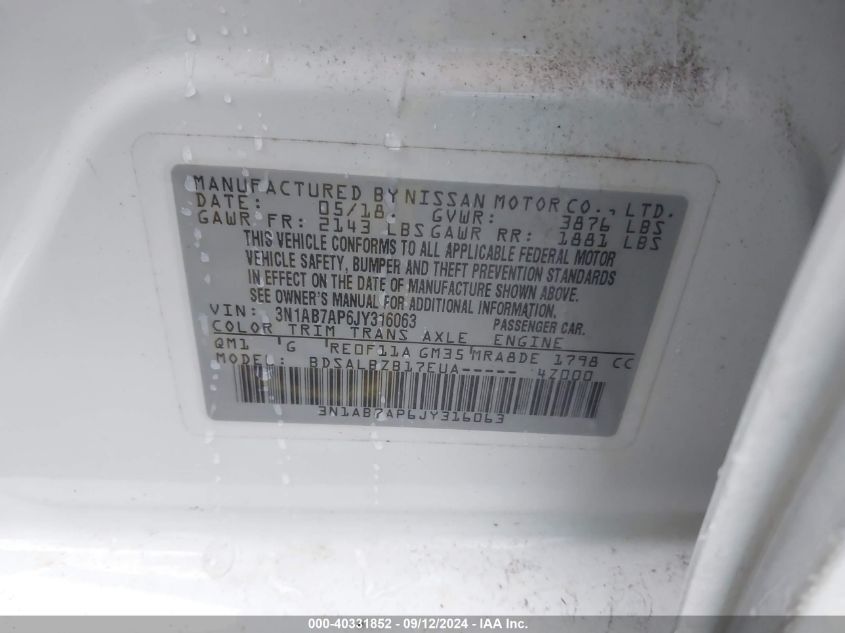 MANUFACTURED BY NISSAN MOTOR CO., LTD.
DATE: 05/18 GVWR: 3876 LBS
GAWR FR: 2143 LBS GAWR RR: 1881 LBS
THIS VEHICLE CONFORMS TO ALL APPLICABLE FEDERAL MOTOR
VEHICLE SAFETY, BUMPER AND THEFT PREVENTION STANDARDS
IN EFFECT ON THE DATE OF MANUFACTURE SHOWN ABOVE.
SEE OWNER'S MANUAL FOR ADDITIONAL INFORMATION.
VIN: 3N1AB7AP6JY316063 PASSENGER CAR.
COLOR TRIM TRANS AXLE ENGINE
QM1 G RE0F11A GM35 MRA8DE 1798 CC
MODEL: BDSALBZB17EUA----- 4Z000
3N1AB7AP6JY316063
000-40331852 - 09/12/2024 - IAA Inc.